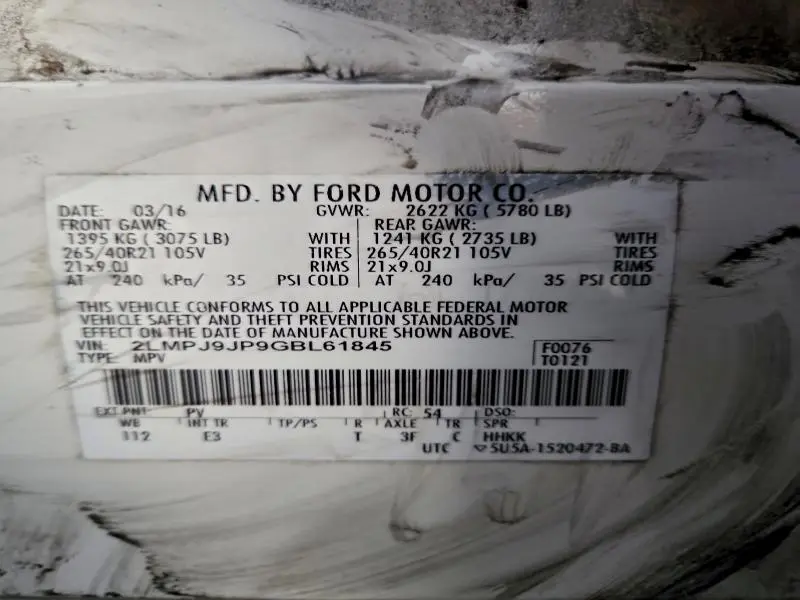 MFD. BY FORD MOTOR CO.
DATE: 03/16 GVWR: 2622 KG ( 5780 LB)
FRONT GAWR: REAR GAWR:
1395 KG ( 3075 LB) WITH 1241 KG ( 2735 LB) WITH
265/40R21 105V TIRES 265/40R21 105V TIRES
21x9.0J RIMS 21x9.0J RIMS
AT 240 kPa/ 35 PSI COLD AT 240 kPa/ 35 PSI COLD
THIS VEHICLE CONFORMS TO ALL APPLICABLE FEDERAL MOTOR
VEHICLE SAFETY AND THEFT PREVENTION STANDARDS IN
EFFECT ON THE DATE OF MANUFACTURE SHOWN ABOVE.
VIN: 2LMPJ9JP9GBL61845 F0076
TYPE: MPV T0121
EXT PNT: PV RC: 54 DSO:
WB INT TR TP/PS R AXLE TR SPR
112 E3 T 3F C HHKK
UTC 5U5A-1520472-BA